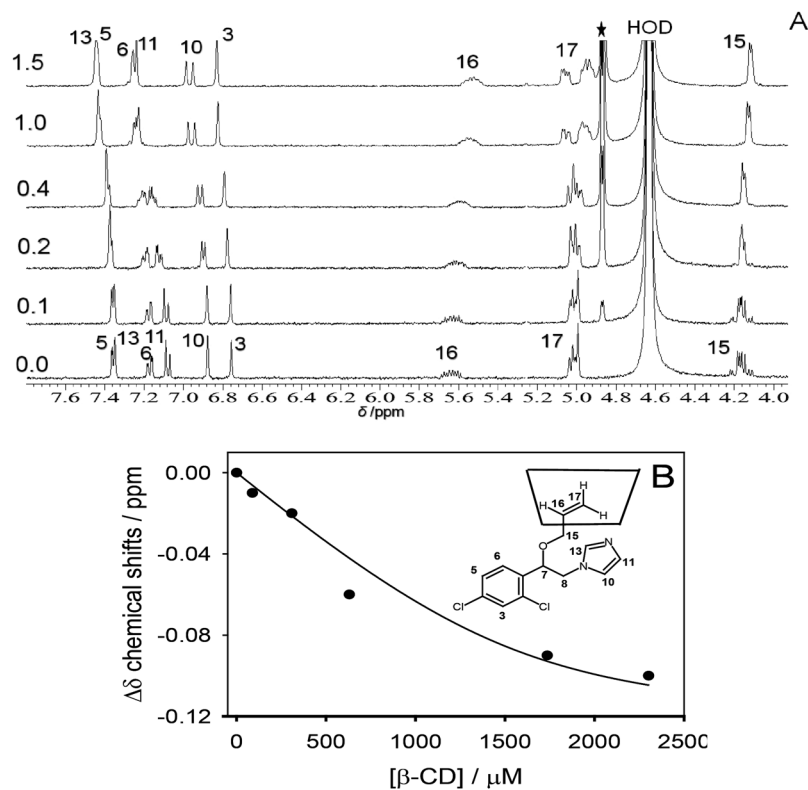 A
13 5 6 11 10 3 16 17 ★ HOD 15
1.5
1.0
0.4
0.2
0.1
5 13 6 11 10 3 16 17 15
0.0
7.6 7.4 7.2 7.0 6.8 6.6 6.4 6.2 6.0 5.8 5.6 5.4 5.2 5.0 4.8 4.6 4.4 4.2 4.0
δ /ppm
B
0.00
-0.04
-0.08
-0.12
Δδ chemical shifts / ppm
H
H 16 17
H
15
O
N
13
6
11
5
7
N
8
10
Cl
Cl
3
0 500 1000 1500 2000 2500
[β-CD] / μM